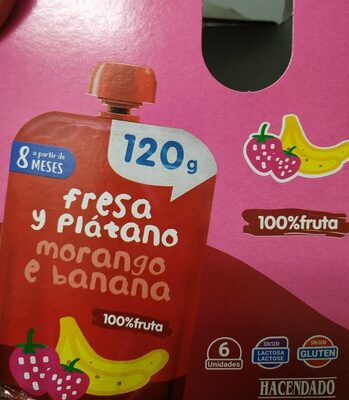 120g
8 a partir de
MESES
fresa
y plátano
morango
e banana
100%fruta
100%fruta
6
Unidades
SIN/SEM
LACTOSA
LACTOSE
SIN/SEM
GLUTEN
HACENDADO